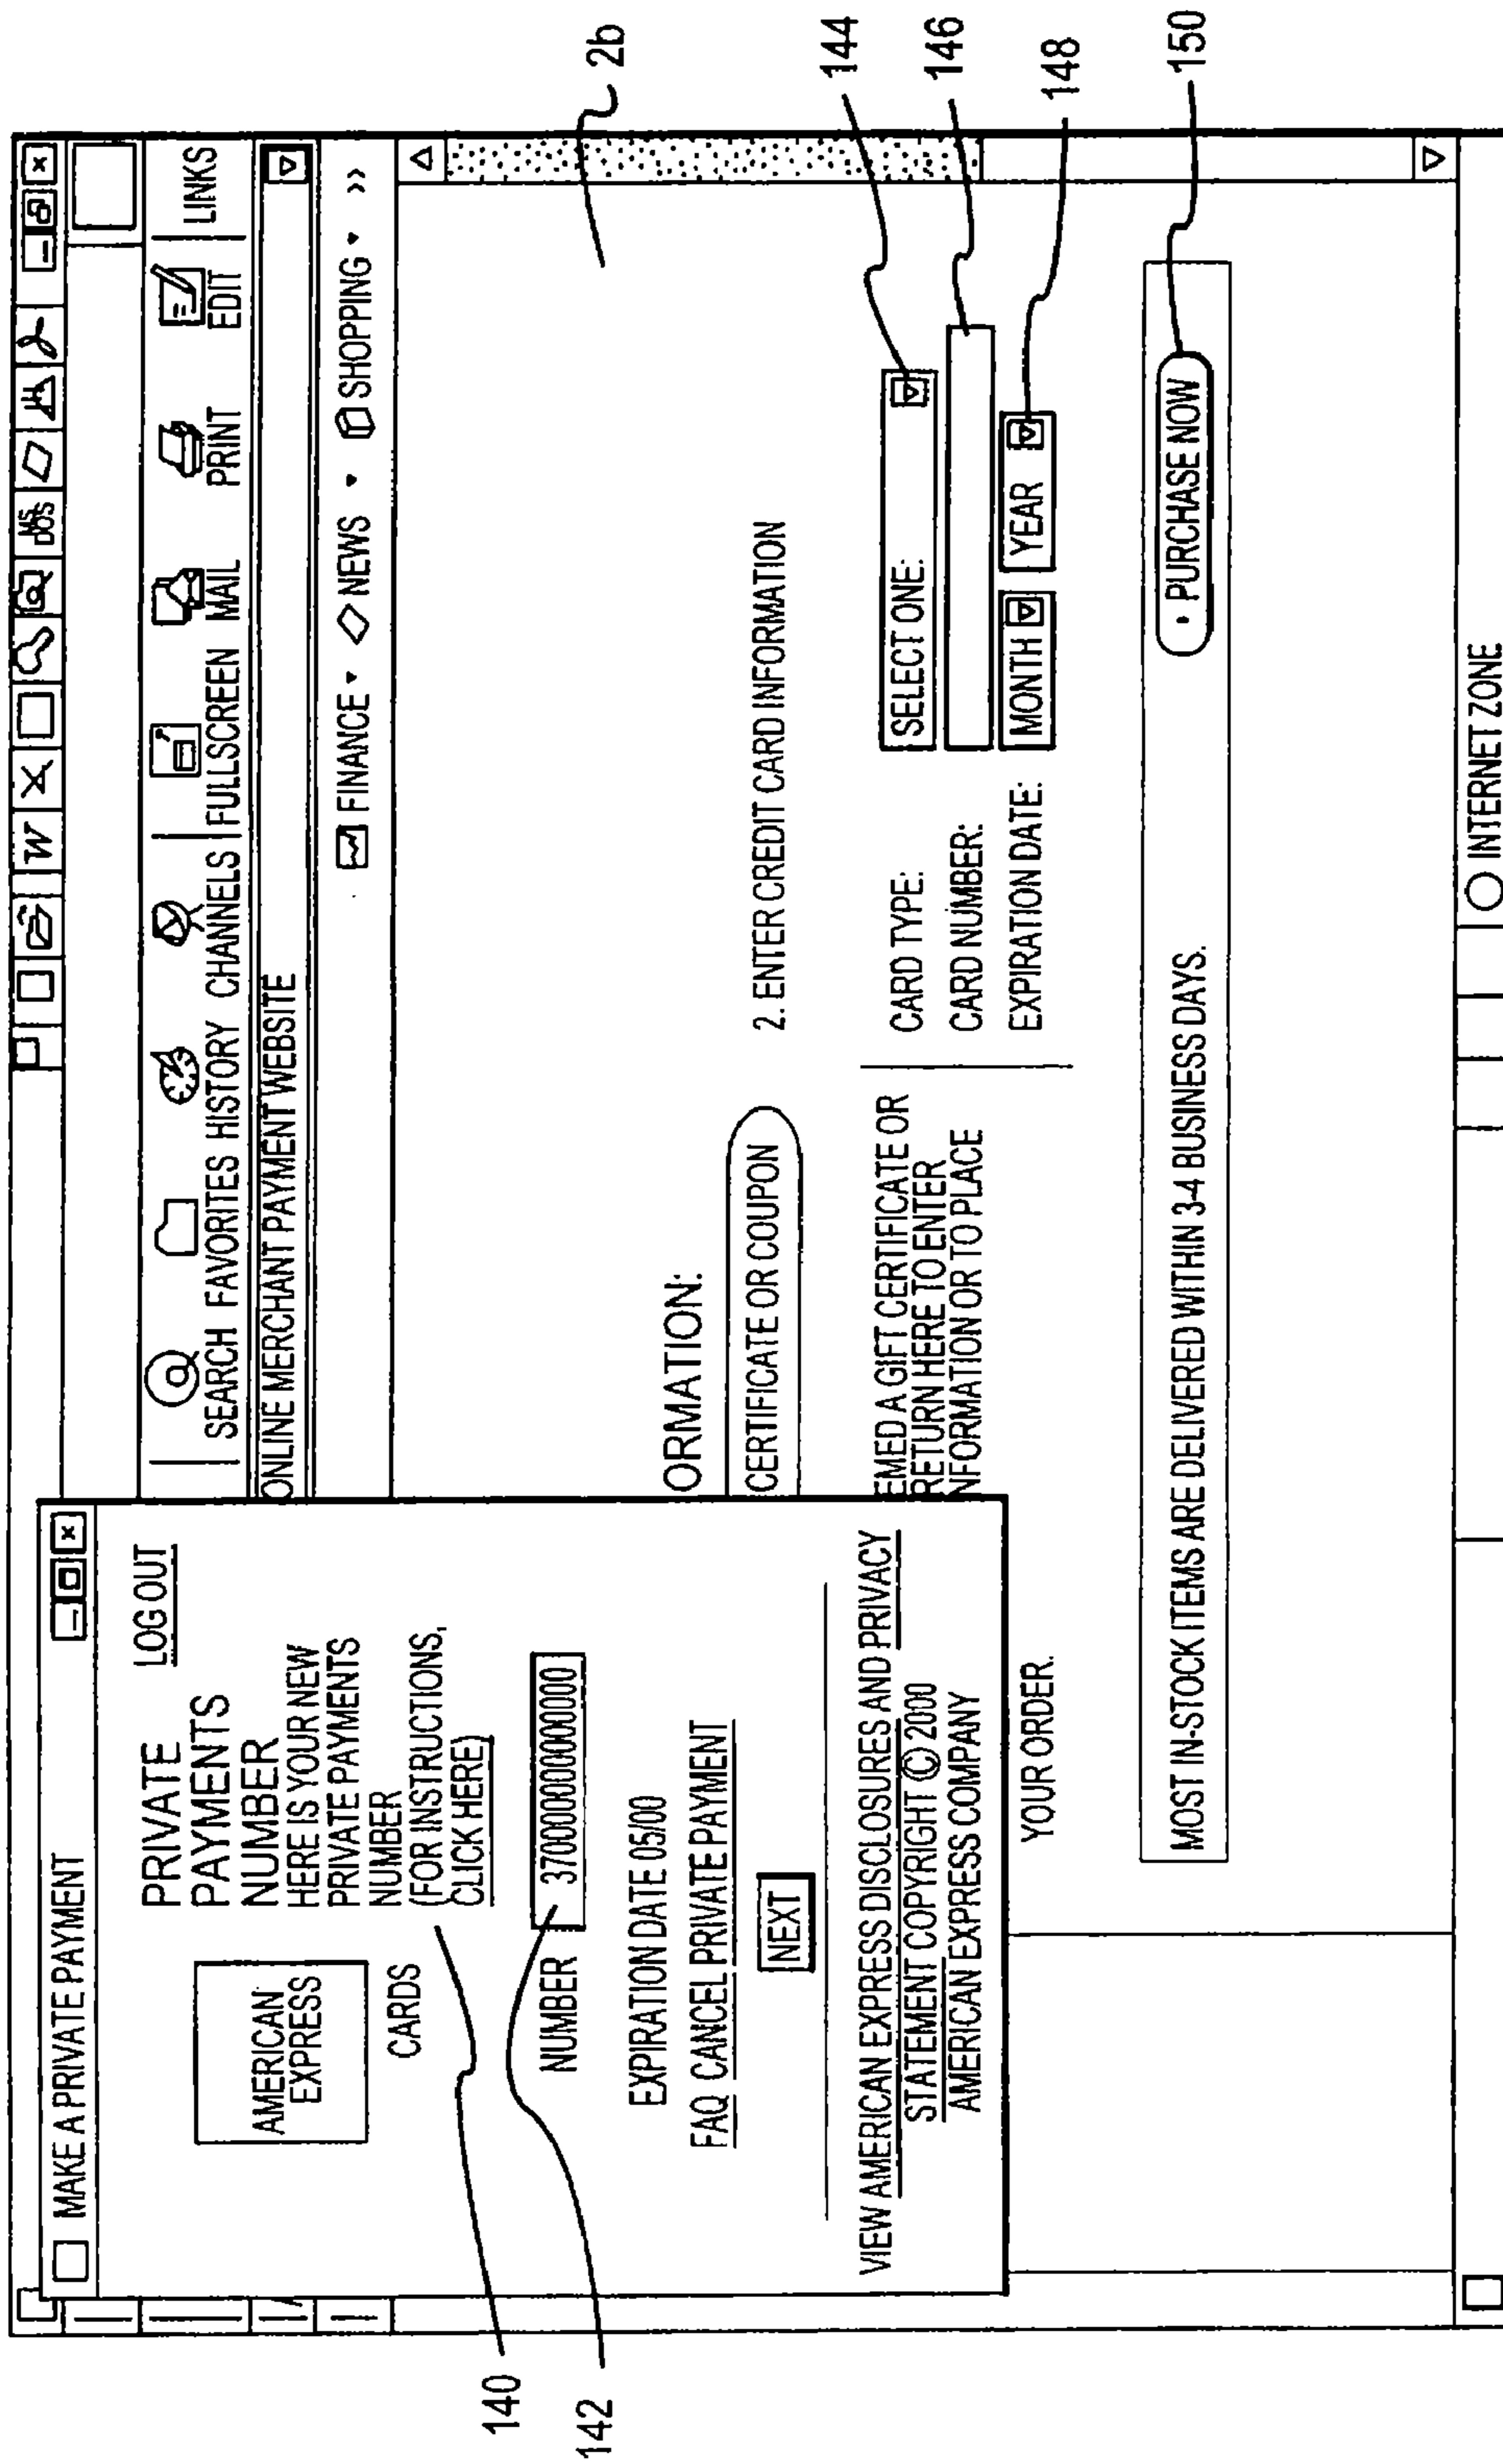 MS
DOS
MAKE A PRIVATE PAYMENT
LOG OUT
AMERICAN
EXPRESS
CARDS
PRIVATE
PAYMENTS
NUMBER
HERE IS YOUR NEW
PRIVATE PAYMENTS
NUMBER
(FOR INSTRUCTIONS,
CLICK HERE)
NUMBER
EXPIRATION DATE 05/00
FAQ CANCEL PRIVATE PAYMENT
NEXT
VIEW AMERICAN EXPRESS DISCLOSURES AND PRIVACY
STATEMENT COPYRIGHT © 2000
AMERICAN EXPRESS COMPANY
SEARCH FAVORITES HISTORY CHANNELS FULLSCREEN MAIL PRINT EDIT LINKS
ONLINE MERCHANT PAYMENT WEBSITE
FINANCE NEWS SHOPPING >>
ORMATION:
CERTIFICATE OR COUPON
EMED A GIFT CERTIFICATE OR
RETURN HERE TO ENTER
NFORMATION OR TO PLACE
YOUR ORDER.
2. ENTER CREDIT CARD INFORMATION
CARD TYPE: SELECT ONE:
CARD NUMBER:
EXPIRATION DATE: MONTH YEAR
MOST IN-STOCK ITEMS ARE DELIVERED WITHIN 3-4 BUSINESS DAYS.
• PURCHASE NOW
INTERNET ZONE
140
142
2b
144
146
148
150